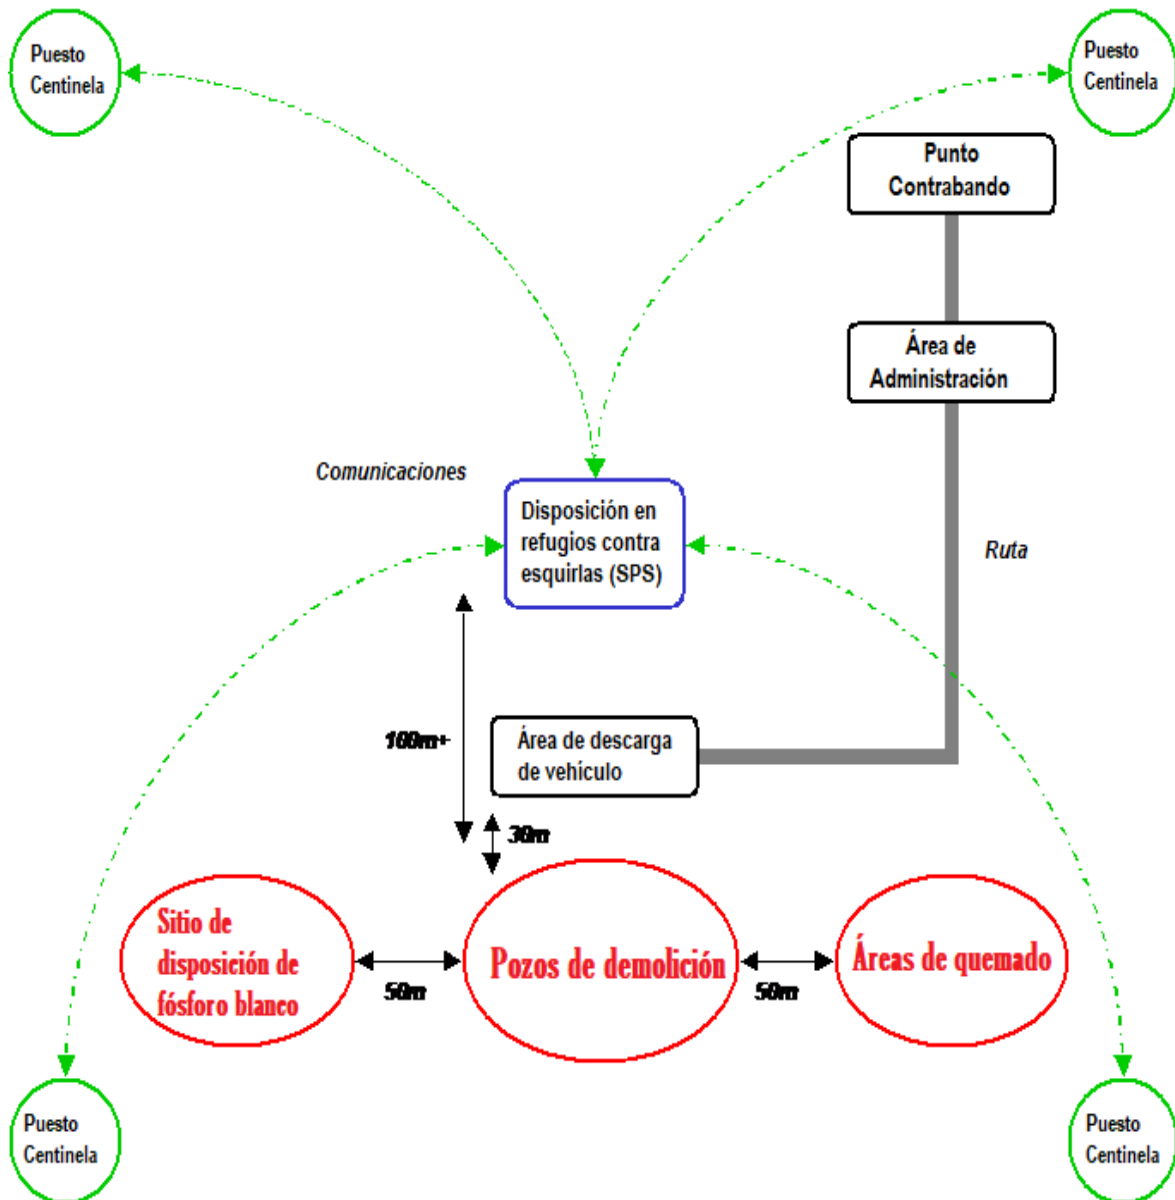 Puesto
Centinela
Puesto
Centinela
Punto
Contrabando
Área de
Administración
Comunicaciones
Disposición en
refugios contra
esquirlas (SPS)
Ruta
100m+
Área de descarga
de vehículo
30m
Sitio de
disposición de
fósforo blanco
50m
Pozos de demolición
50m
Áreas de quemado
Puesto
Centinela
Puesto
Centinela